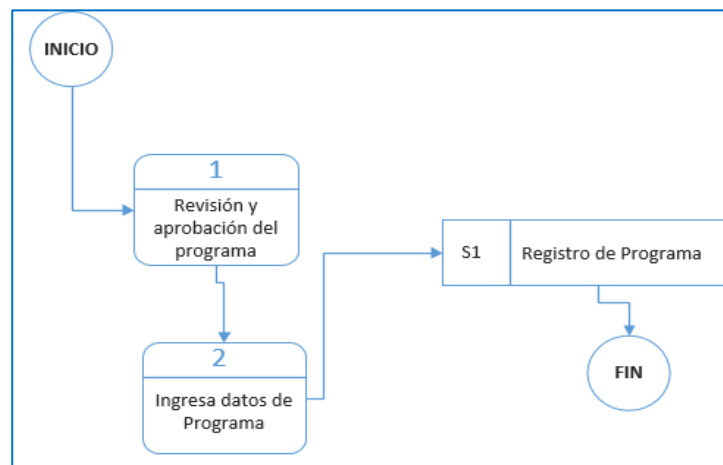 INICIO
1
Revisión y
aprobación del
programa
S1
Registro de Programa
2
Ingresa datos de
Programa
FIN